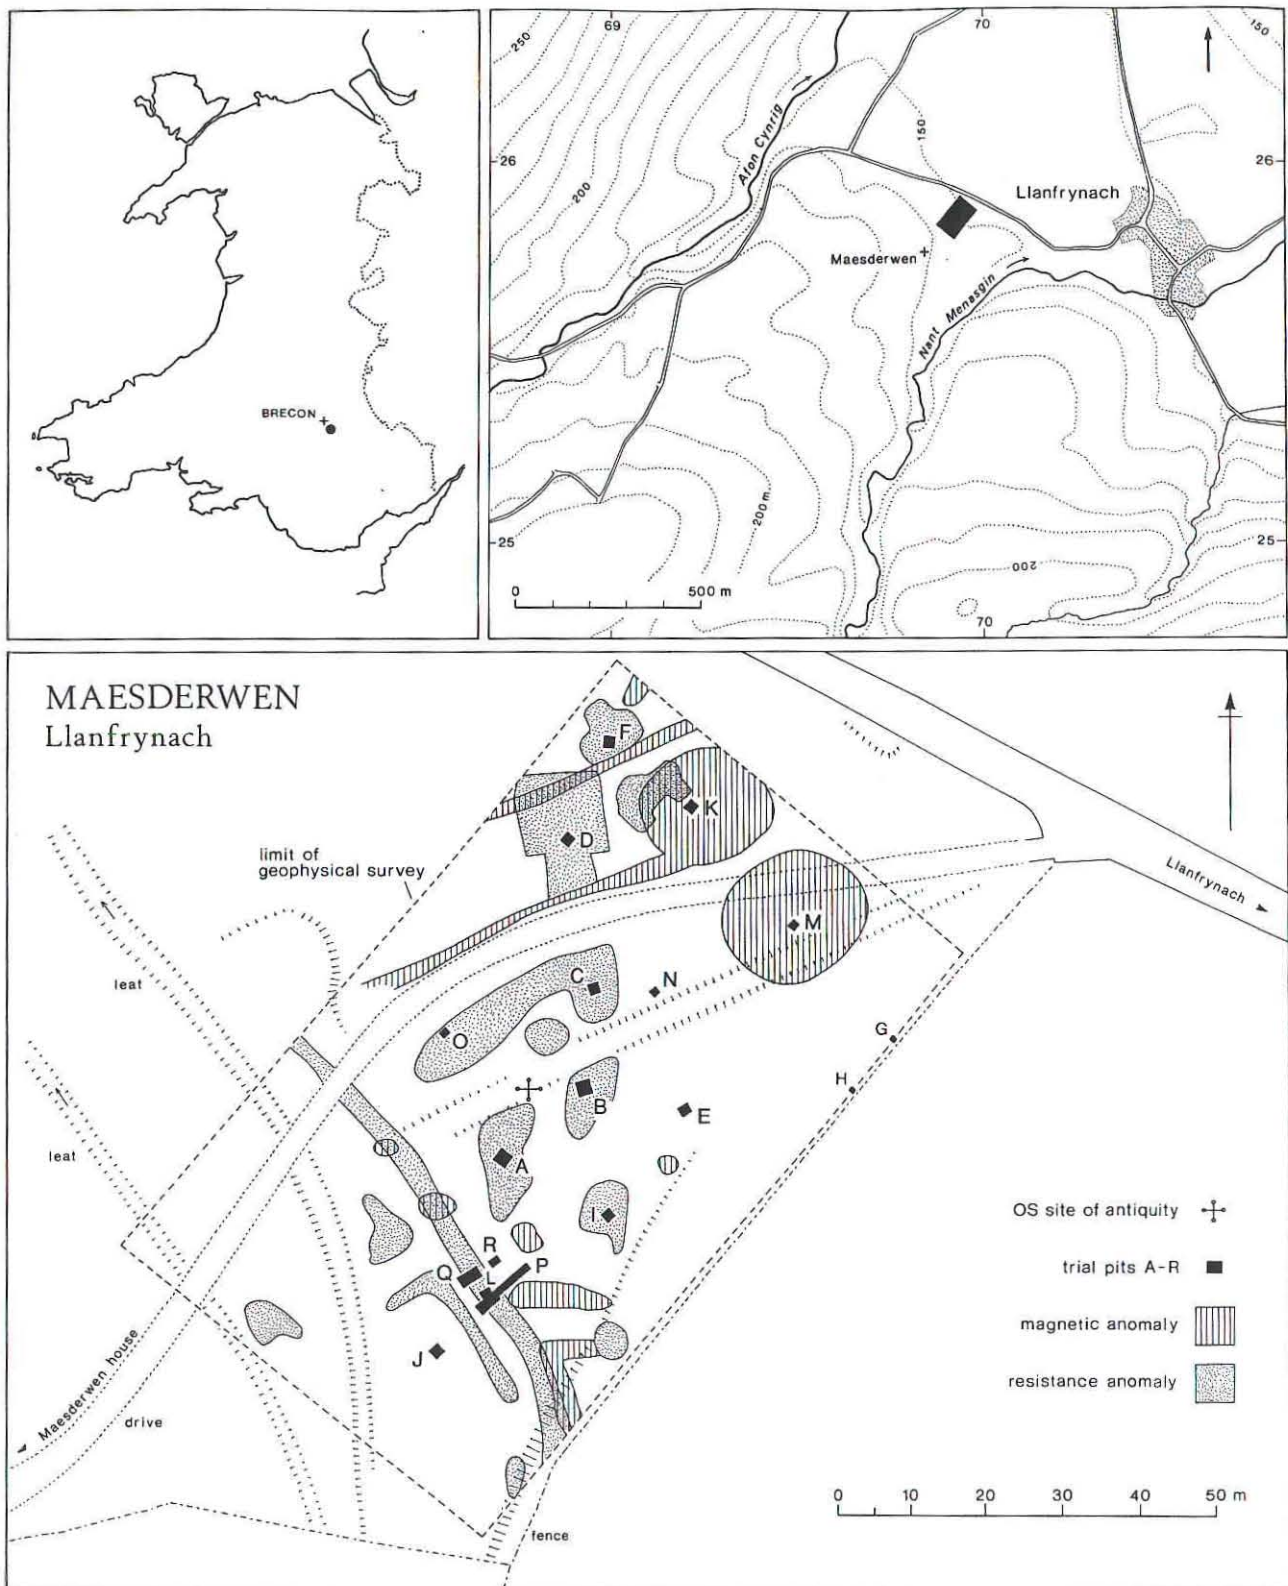 BRECON
69
70
250
150
150
26
26
Afon Cynrig
200
Llanfrynach
Maesderwen
Nant Menasgin
200 m
25
25
200
0 500 m
70
MAESDERWEN
Llanfrynach
F
K
D
limit of
geophysical survey
Llanfrynach
M
C
N
leat
O
G
H
B
E
A
leat
I
OS site of antiquity
R
P
Q
L
trial pits A-R
magnetic anomaly
J
resistance anomaly
Maesderwen house
drive
0 10 20 30 40 50 m
fence